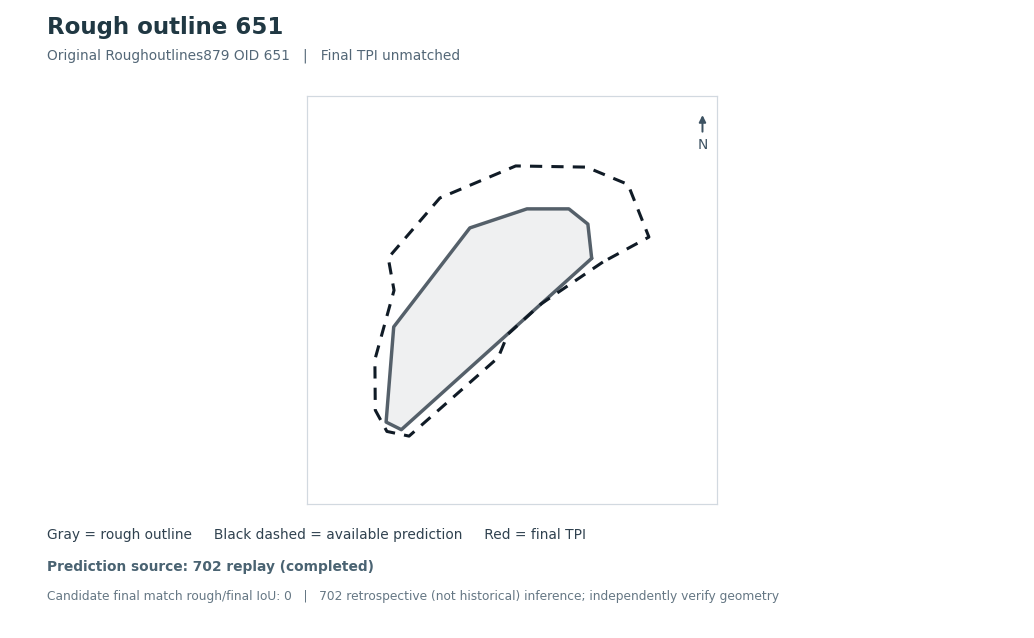 Rough outline 651
Original Roughoutlines879 OID 651   |   Final TPI unmatched
N
Gray = rough outline     Black dashed = available prediction     Red = final TPI
Prediction source: 702 replay (completed)
Candidate final match rough/final IoU: 0   |   702 retrospective (not historical) inference; independently verify geometry